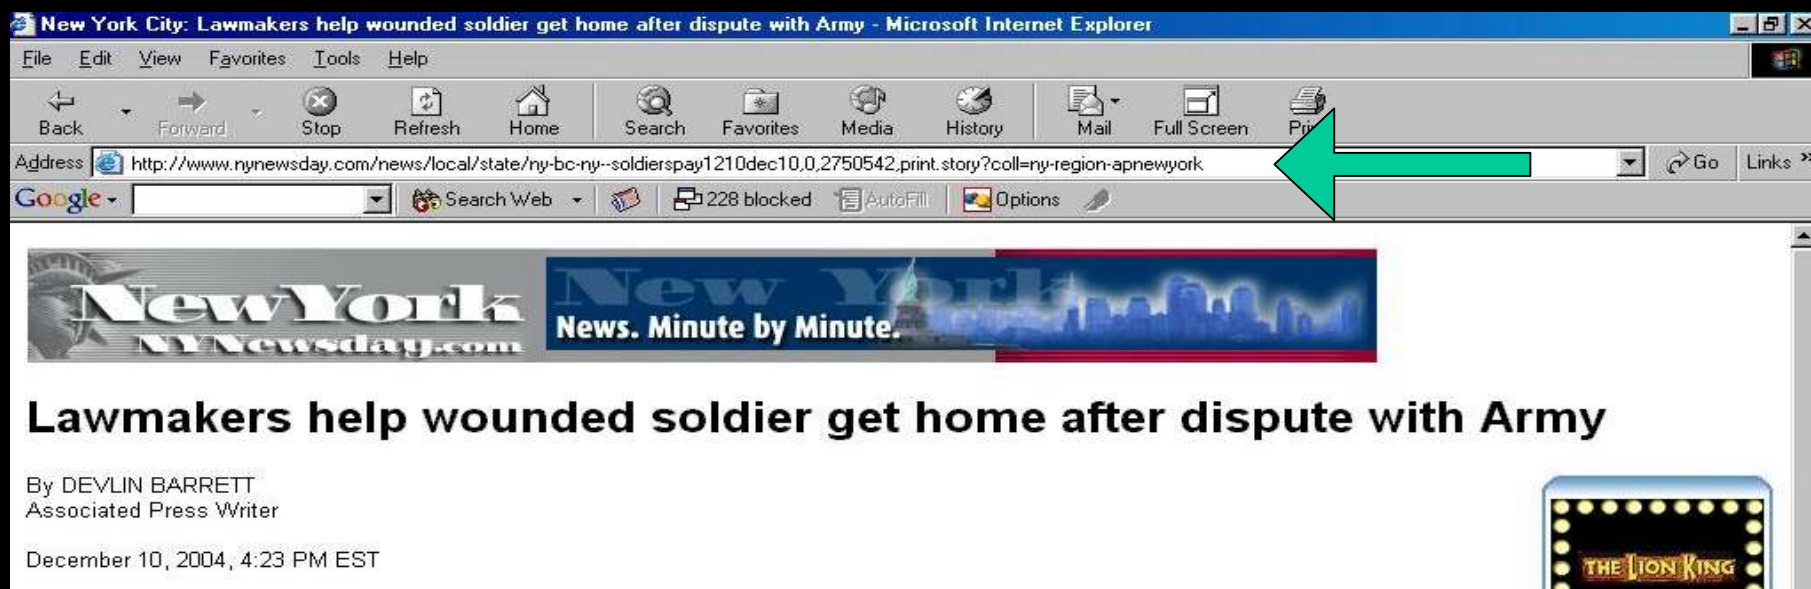 New York City: Lawmakers help wounded soldier get home after dispute with Army - Microsoft Internet Explorer
File Edit View Favorites Tools Help
Back Forward Stop Refresh Home Search Favorites Media History Mail Full Screen
Address http://www.nynewsday.com/news/local/state/ny-bc-ny--soldierspay1210dec10,0,2750542,print.story?coll=ny-region-apnewyork Go Links »
Google Search Web 228 blocked AutoFill Options
New York New York
NYNewsday.com News. Minute by Minute.
Lawmakers help wounded soldier get home after dispute with Army
By DEVLIN BARRETT
Associated Press Writer
December 10, 2004, 4:23 PM EST
THE LION KING